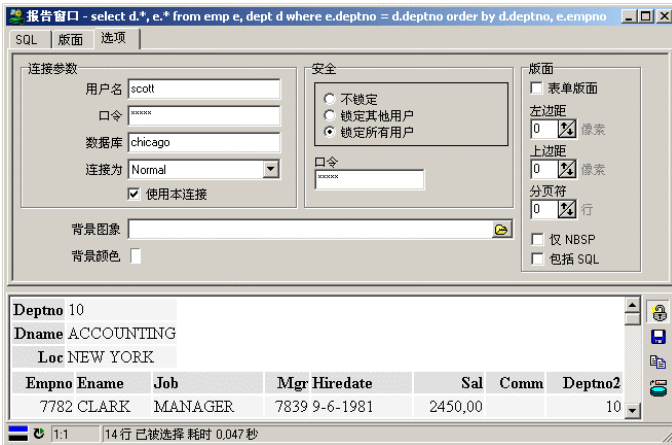 报告窗口 - select d.*, e.* from emp e, dept d where e.deptno = d.deptno order by d.deptno, e.empno
SQL 版面 选项
连接参数
用户名 scott
口令 *****
数据库 chicago
连接为 Normal
使用本连接
安全
不锁定
锁定其他用户
锁定所有用户
口令
*****
版面
表单版面
左边距
0 像素
上边距
0 像素
分页符
0 行
仅 NBSP
包括 SQL
背景图象
背景颜色
Deptno 10
Dname ACCOUNTING
Loc NEW YORK
Empno Ename Job Mgr Hiredate Sal Comm Deptno2
7782 CLARK MANAGER 7839 9-6-1981 2450,00 10
1:1 14行 已被选择 耗时 0,047 秒